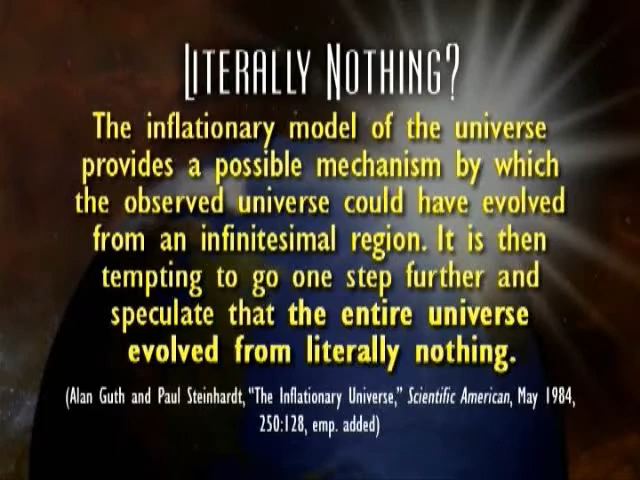 LITERALLY NOTHING?
The inflationary model of the universe
provides a possible mechanism by which
the observed universe could have evolved
from an infinitesimal region. It is then
tempting to go one step further and
speculate that the entire universe
evolved from literally nothing.
(Alan Guth and Paul Steinhardt, “The Inflationary Universe,” Scientific American, May 1984,
250:128, emp. added)